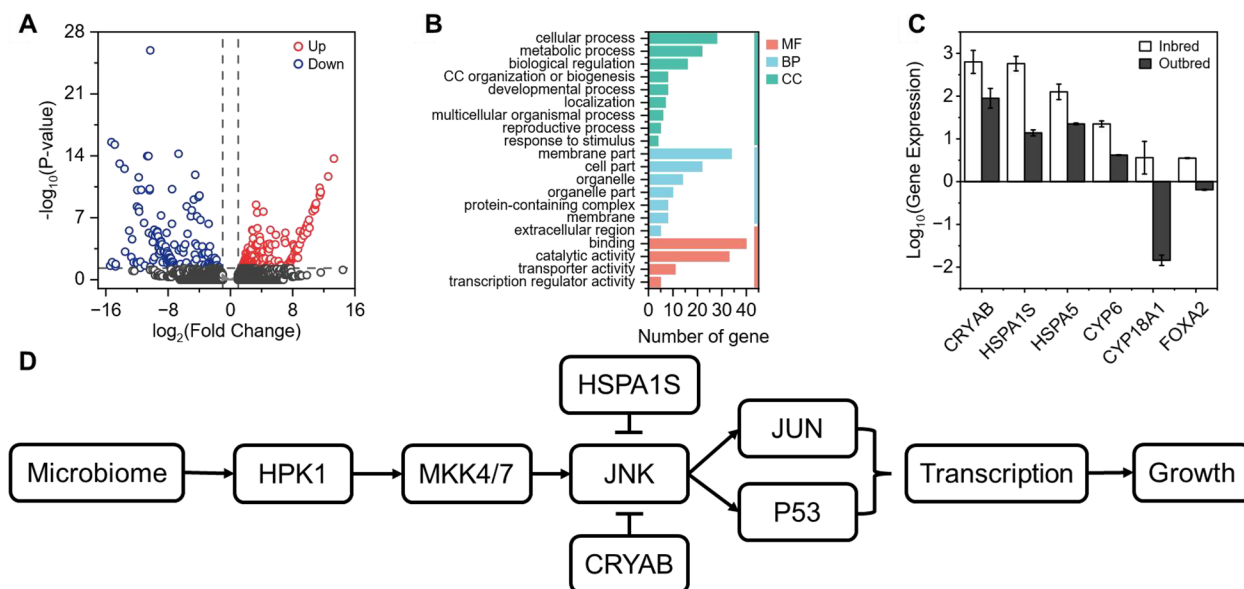 A
28
21
14
7
0
-log10(P-value)
Up
Down
−16
−8
0
8
16
log2(Fold Change)
B
cellular process
metabolic process
biological regulation
CC organization or biogenesis
developmental process
localization
multicellular organismal process
reproductive process
response to stimulus
membrane part
cell part
organelle
organelle part
protein-containing complex
membrane
extracellular region
binding
catalytic activity
transporter activity
transcription regulator activity
MF
BP
CC
0 10 20 30 40
Number of gene
C
3
2
1
0
−1
−2
Log10(Gene Expression)
Inbred
Outbred
CRYAB
HSPA1S
HSPA5
CYP6
CYP18A1
FOXA2
D
HSPA1S
Microbiome
HPK1
MKK4/7
JNK
JUN
P53
Transcription
Growth
CRYAB